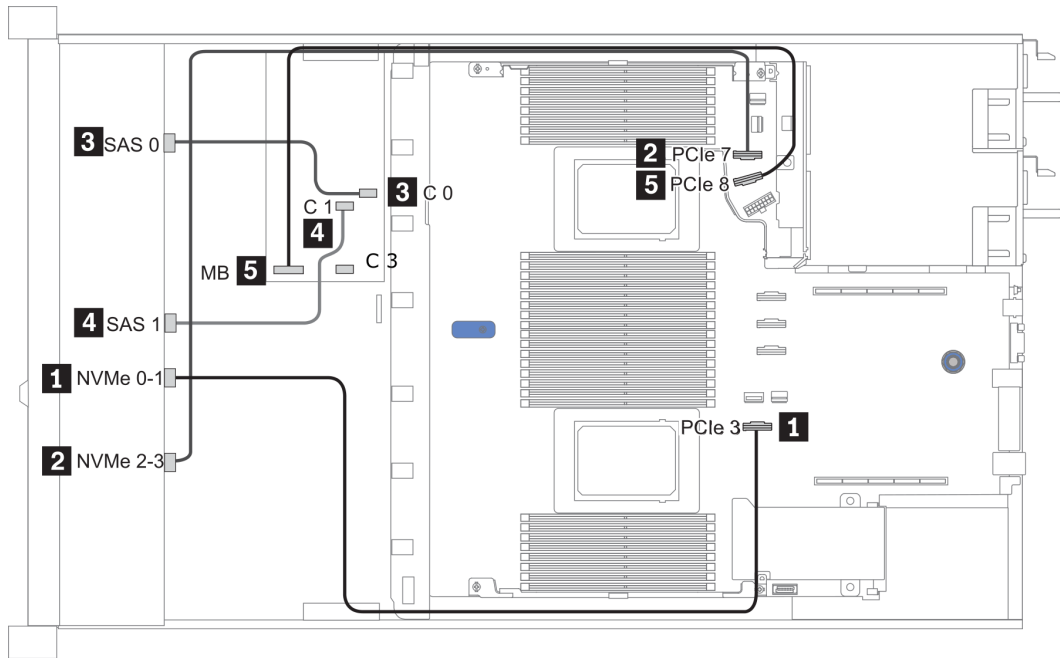 3 SAS 0
2 PCIe 7
5 PCIe 8
3 C 0
C 1
4
C 3
MB 5
4 SAS 1
1 NVMe 0-1
PCIe 3 1
2 NVMe 2-3